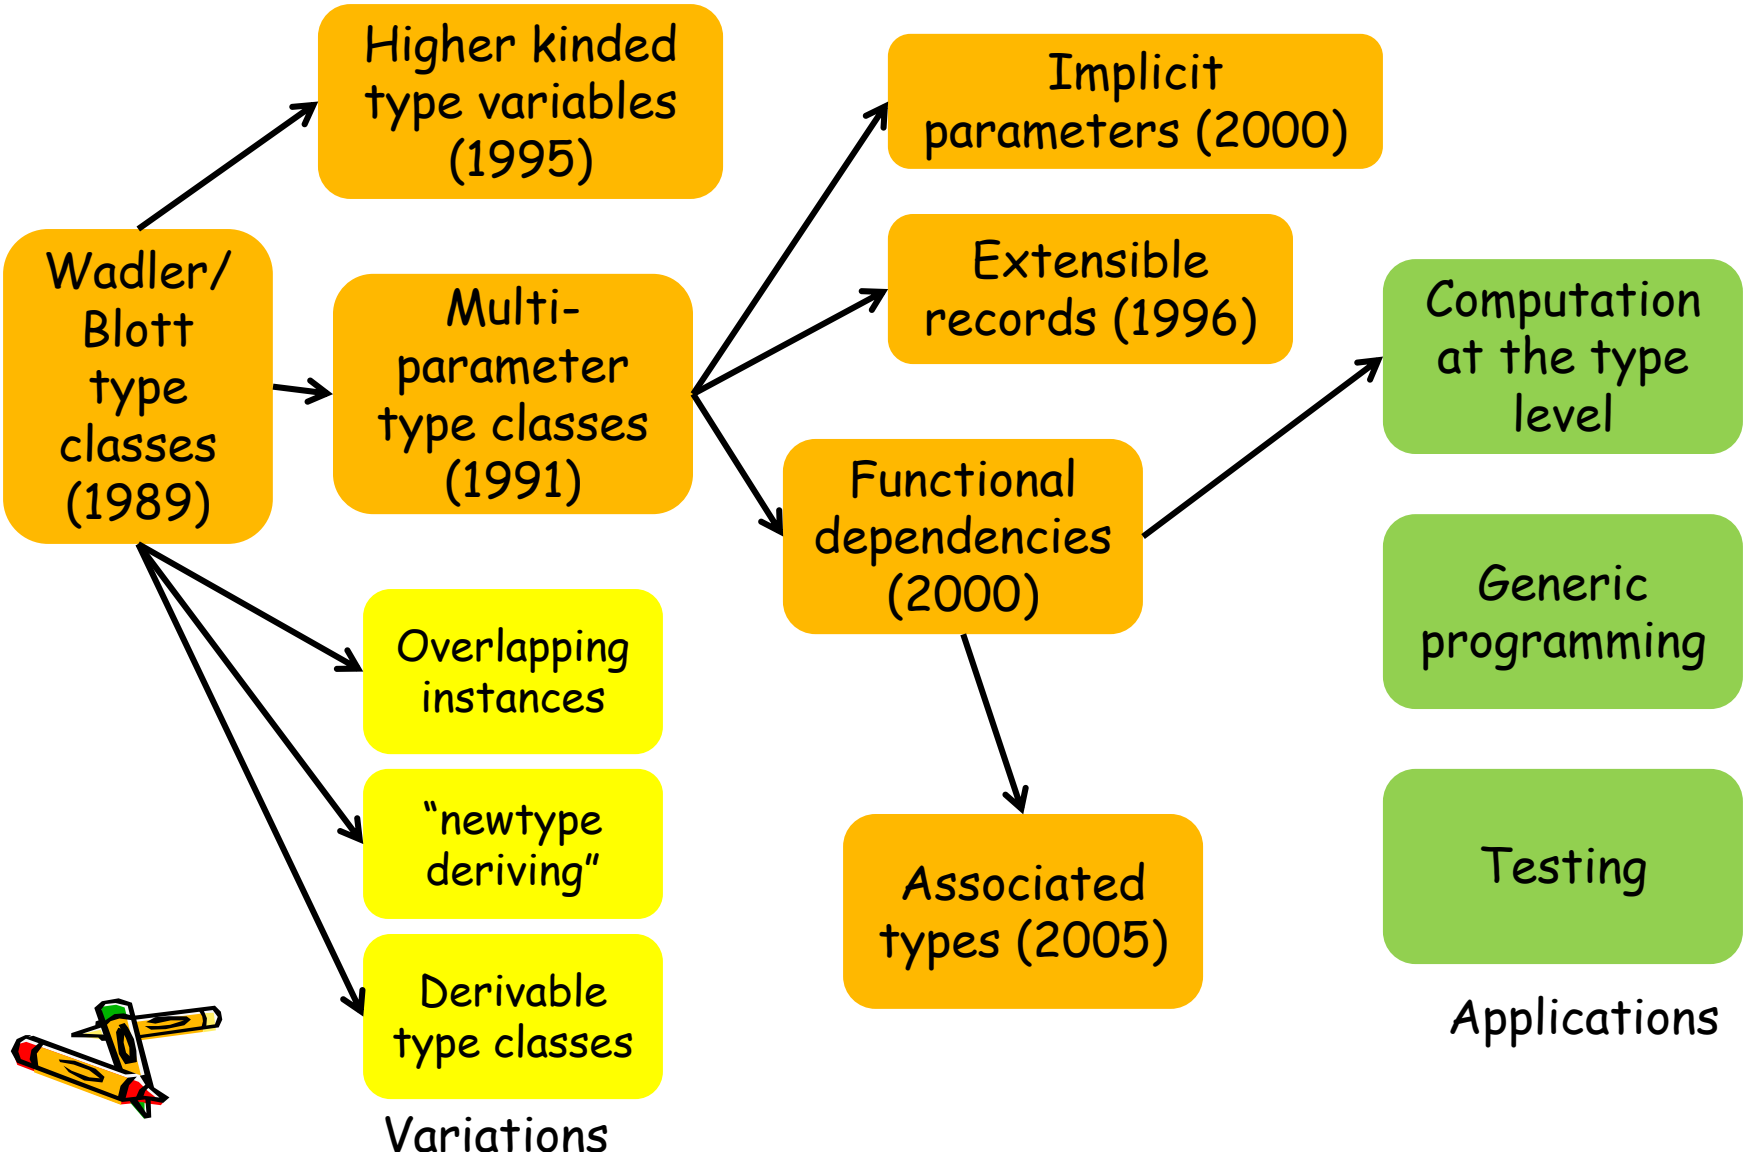 Higher kinded
type variables
(1995)
Implicit
parameters (2000)
Wadler/
Blott
type
classes
(1989)
Multi-
parameter
type classes
(1991)
Extensible
records (1996)
Computation
at the type
level
Functional
dependencies
(2000)
Generic
programming
Overlapping
instances
“newtype
deriving”
Associated
types (2005)
Testing
Derivable
type classes
Applications
Variations